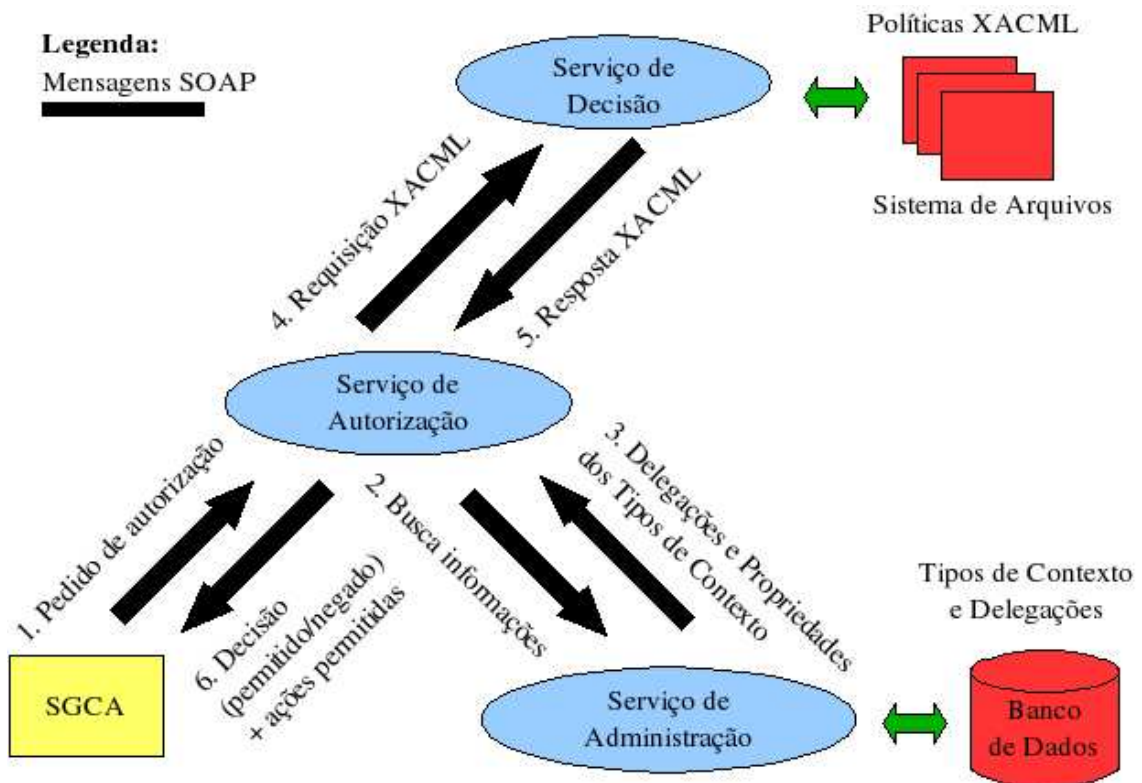 Legenda:
Mensagens SOAP
Serviço de
Decisão
Políticas XACML
Sistema de Arquivos
4. Requisição XACML
5. Resposta XACML
Serviço de
Autorização
1. Pedido de autorização
6. Decisão
(permitido/negado)
+ ações permitidas
2. Busca informações
3. Delegações e Propriedades
dos Tipos de Contexto
SGCA
Serviço de
Administração
Tipos de Contexto
e Delegações
Banco
de Dados